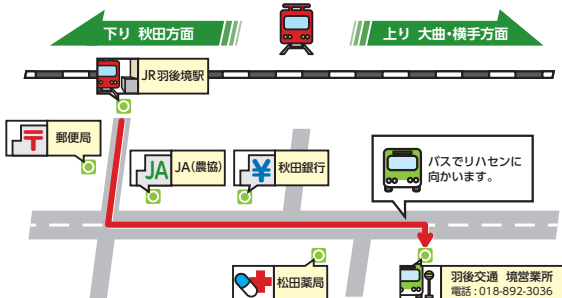 下り 秋田方面
上り 大曲・横手方面
JR羽後境駅
郵便局
JA
JA(農協)
¥
秋田銀行
バスでリハセンに
向かいます。
松田薬局
羽後交通 境営業所
電話:018-892-3036